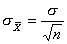 σ_X̄ = σ / √n